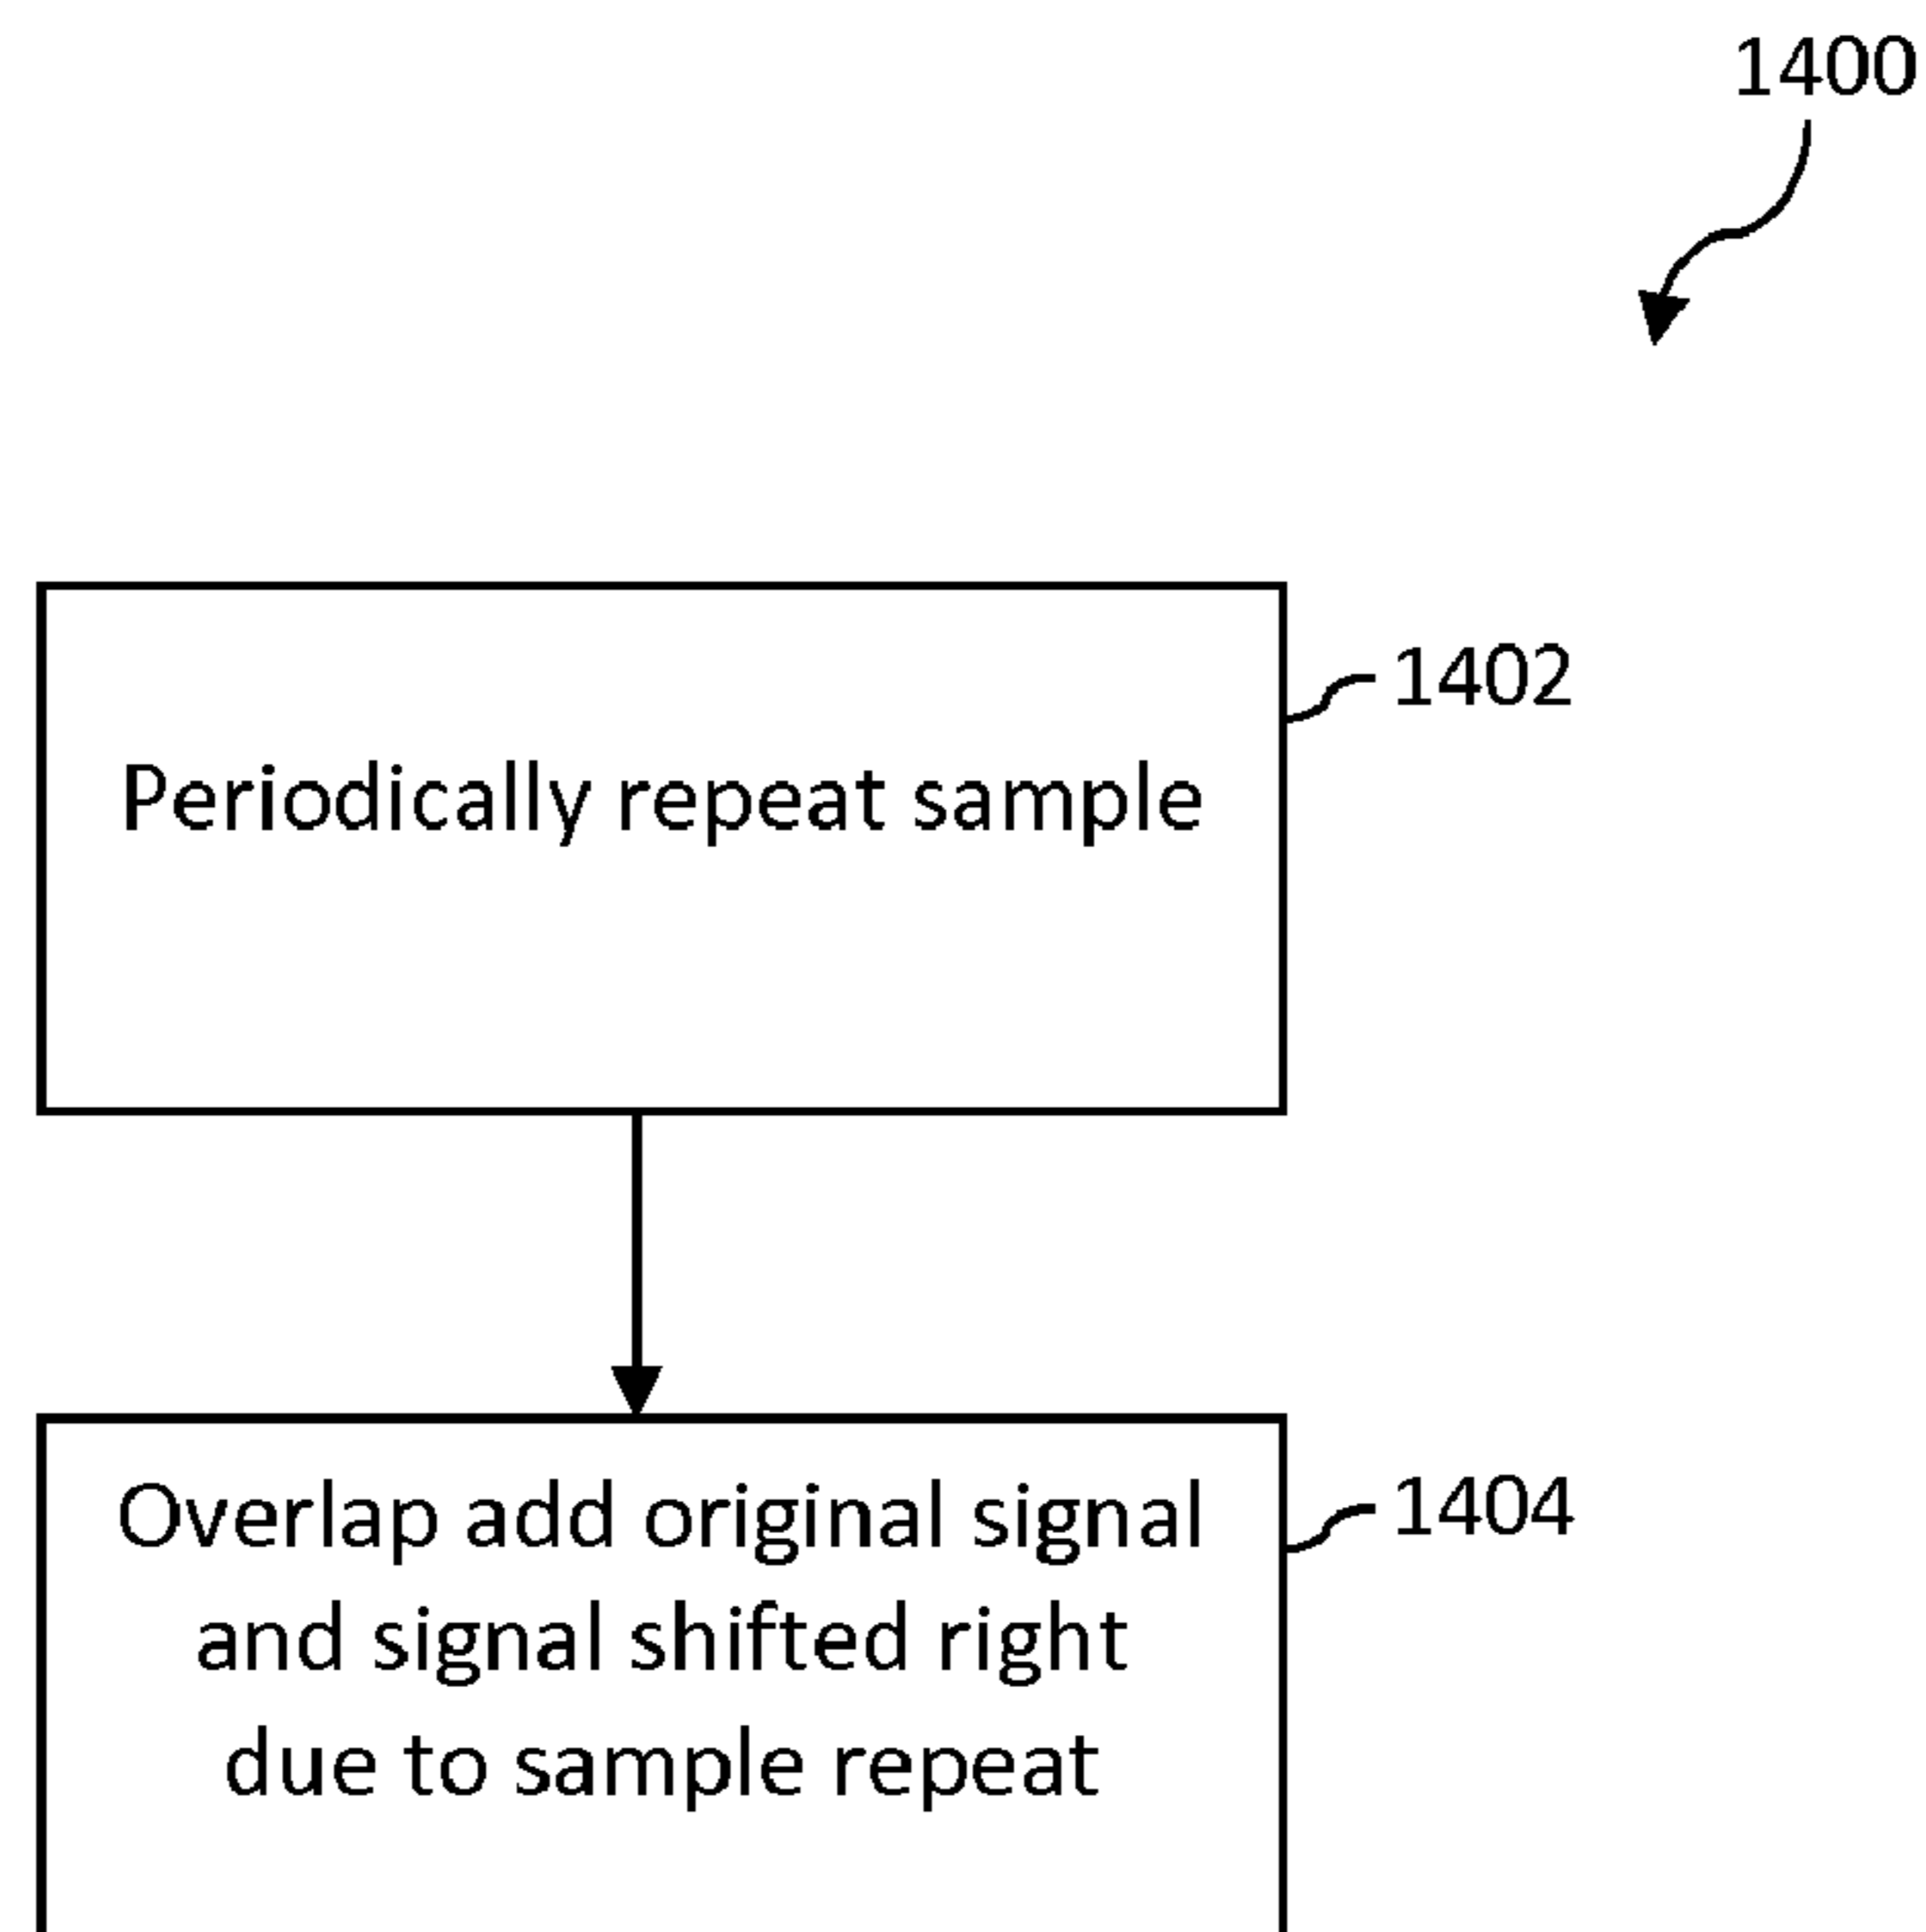 1400
1402
Periodically repeat sample
1404
Overlap add original signal
and signal shifted right
due to sample repeat